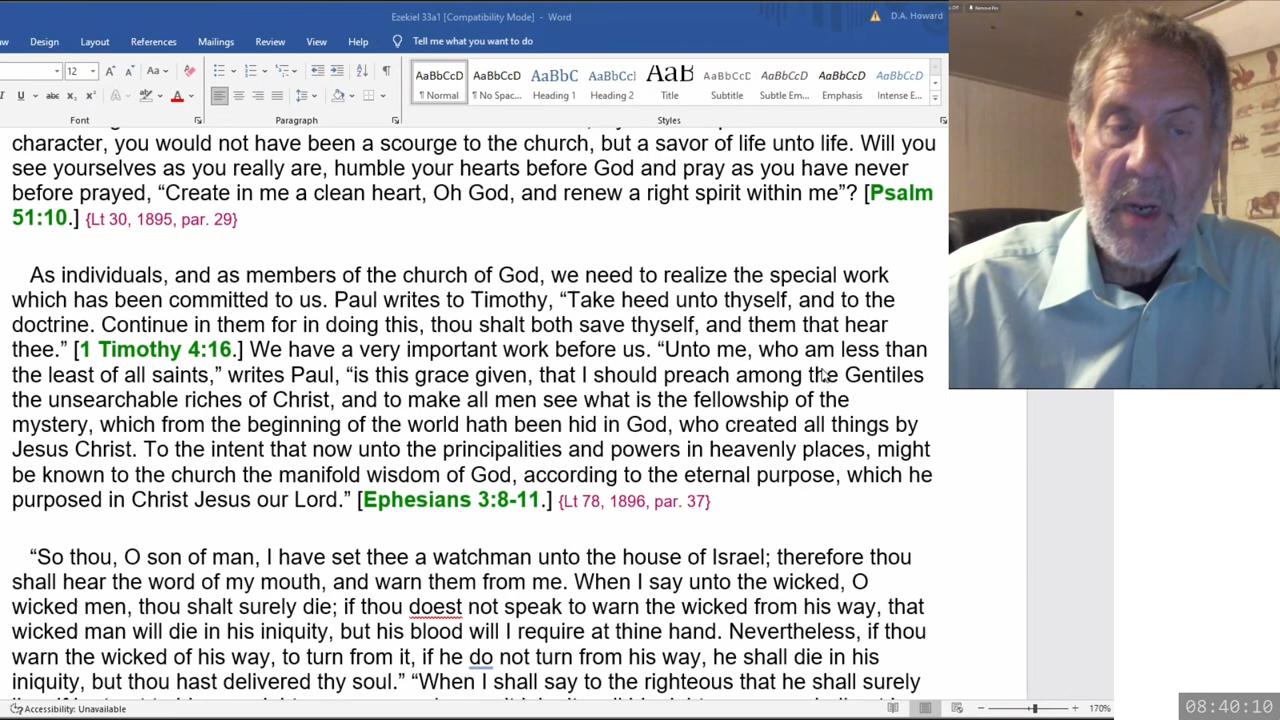 Ezekiel 33a1 [Compatibility Mode] - Word
D.A. Howard
Remove Pin
Design Layout References Mailings Review View Help Tell me what you want to do
12 Aa
AaBbCcD AaBbCcD AaBbC AaBbCc AaB AaBbCcD AaBbCcD AaBbCcD AaBbCcD
¶ Normal ¶ No Spac... Heading 1 Heading 2 Title Subtitle Subtle Em... Emphasis Intense E...
Font Paragraph Styles
character, you would not have been a scourge to the church, but a savor of life unto life. Will you
see yourselves as you really are, humble your hearts before God and pray as you have never
before prayed, “Create in me a clean heart, Oh God, and renew a right spirit within me”? [Psalm
51:10.] {Lt 30, 1895, par. 29}
As individuals, and as members of the church of God, we need to realize the special work
which has been committed to us. Paul writes to Timothy, “Take heed unto thyself, and to the
doctrine. Continue in them for in doing this, thou shalt both save thyself, and them that hear
thee.” [1 Timothy 4:16.] We have a very important work before us. “Unto me, who am less than
the least of all saints,” writes Paul, “is this grace given, that I should preach among the Gentiles
the unsearchable riches of Christ, and to make all men see what is the fellowship of the
mystery, which from the beginning of the world hath been hid in God, who created all things by
Jesus Christ. To the intent that now unto the principalities and powers in heavenly places, might
be known to the church the manifold wisdom of God, according to the eternal purpose, which he
purposed in Christ Jesus our Lord.” [Ephesians 3:8-11.] {Lt 78, 1896, par. 37}
“So thou, O son of man, I have set thee a watchman unto the house of Israel; therefore thou
shall hear the word of my mouth, and warn them from me. When I say unto the wicked, O
wicked men, thou shalt surely die; if thou doest not speak to warn the wicked from his way, that
wicked man will die in his iniquity, but his blood will I require at thine hand. Nevertheless, if thou
warn the wicked of his way, to turn from it, if he do not turn from his way, he shall die in his
iniquity, but thou hast delivered thy soul.” “When I shall say to the righteous that he shall surely
Accessibility: Unavailable
170%
08:40:10